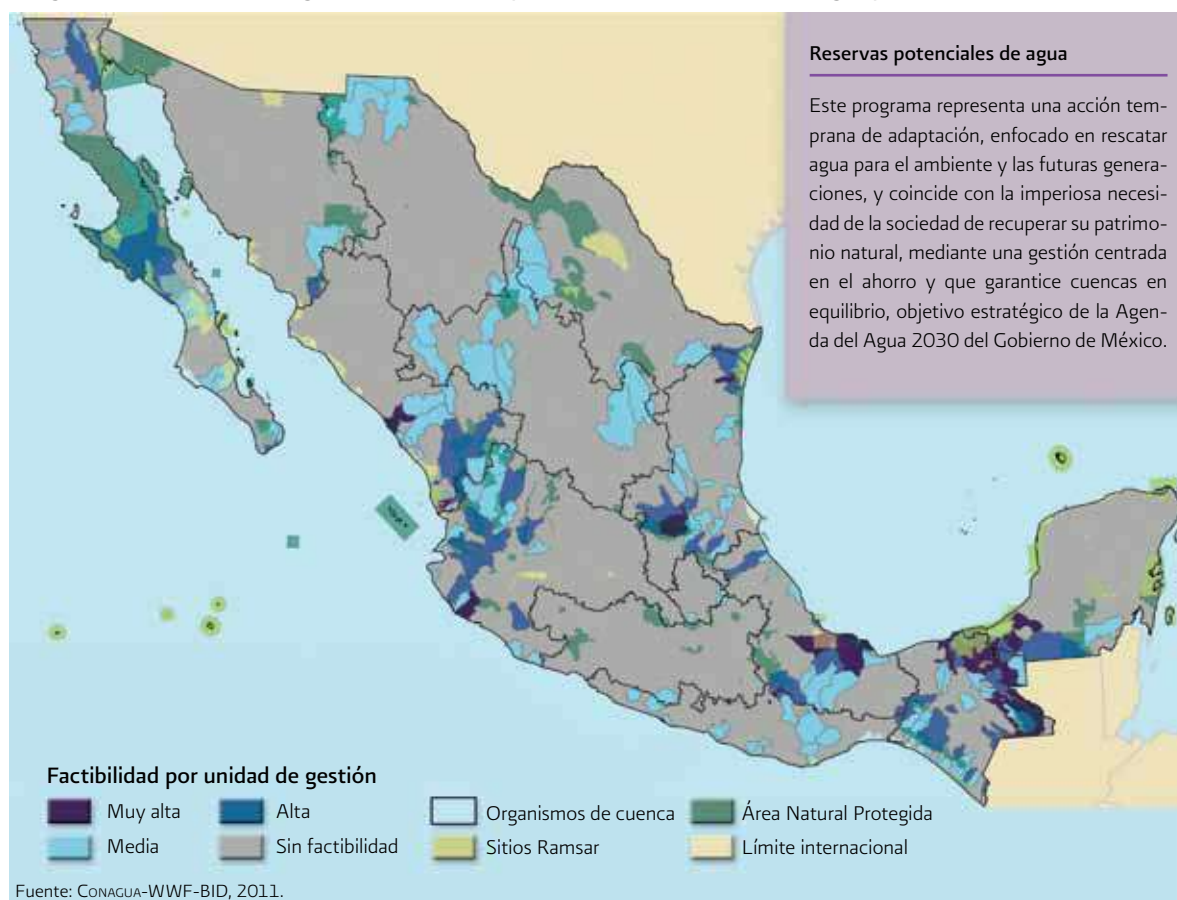 Reservas potenciales de agua
Este programa representa una acción tem-
prana de adaptación, enfocado en rescatar
agua para el ambiente y las futuras genera-
ciones, y coincide con la imperiosa necesi-
dad de la sociedad de recuperar su patrimo-
nio natural, mediante una gestión centrada
en el ahorro y que garantice cuencas en
equilibrio, objetivo estratégico de la Agen-
da del Agua 2030 del Gobierno de México.
Factibilidad por unidad de gestión
Muy alta
Alta
Organismos de cuenca
Área Natural Protegida
Media
Sin factibilidad
Sitios Ramsar
Límite internacional
Fuente: CONAGUA-WWF-BID, 2011.